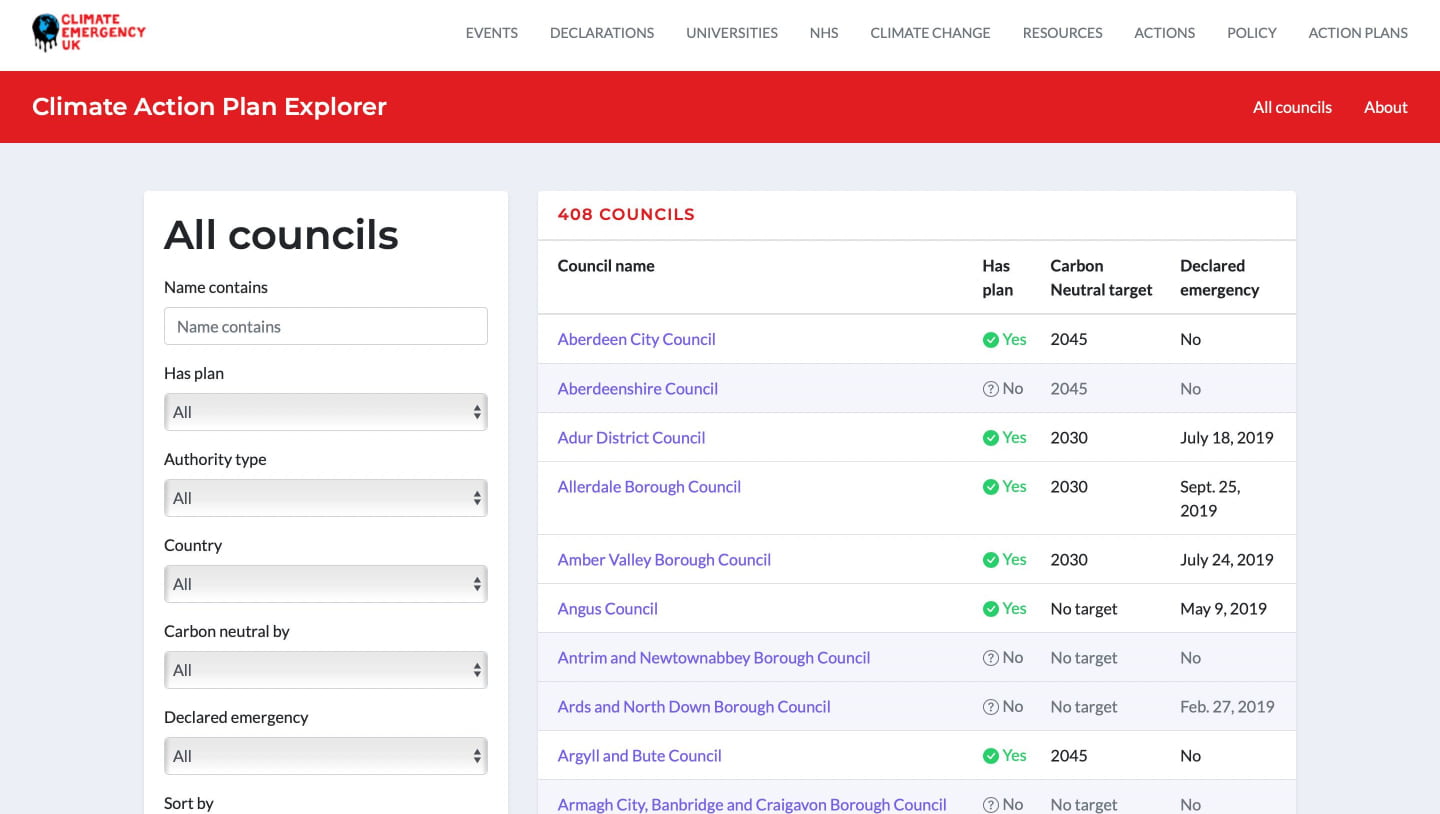 CLIMATE
EMERGENCY
UK
EVENTS DECLARATIONS UNIVERSITIES NHS CLIMATE CHANGE RESOURCES ACTIONS POLICY ACTION PLANS
Climate Action Plan Explorer
All councils About
All councils
Name contains
Name contains
Has plan
All
Authority type
All
Country
All
Carbon neutral by
All
Declared emergency
All
Sort by
408 COUNCILS
Council name Has plan Carbon Neutral target Declared emergency
Aberdeen City Council Yes 2045 No
Aberdeenshire Council ? No 2045 No
Adur District Council Yes 2030 July 18, 2019
Allerdale Borough Council Yes 2030 Sept. 25, 2019
Amber Valley Borough Council Yes 2030 July 24, 2019
Angus Council Yes No target May 9, 2019
Antrim and Newtownabbey Borough Council ? No No target No
Ards and North Down Borough Council ? No No target Feb. 27, 2019
Argyll and Bute Council Yes 2045 No
Armagh City, Banbridge and Craigavon Borough Council ? No No target No